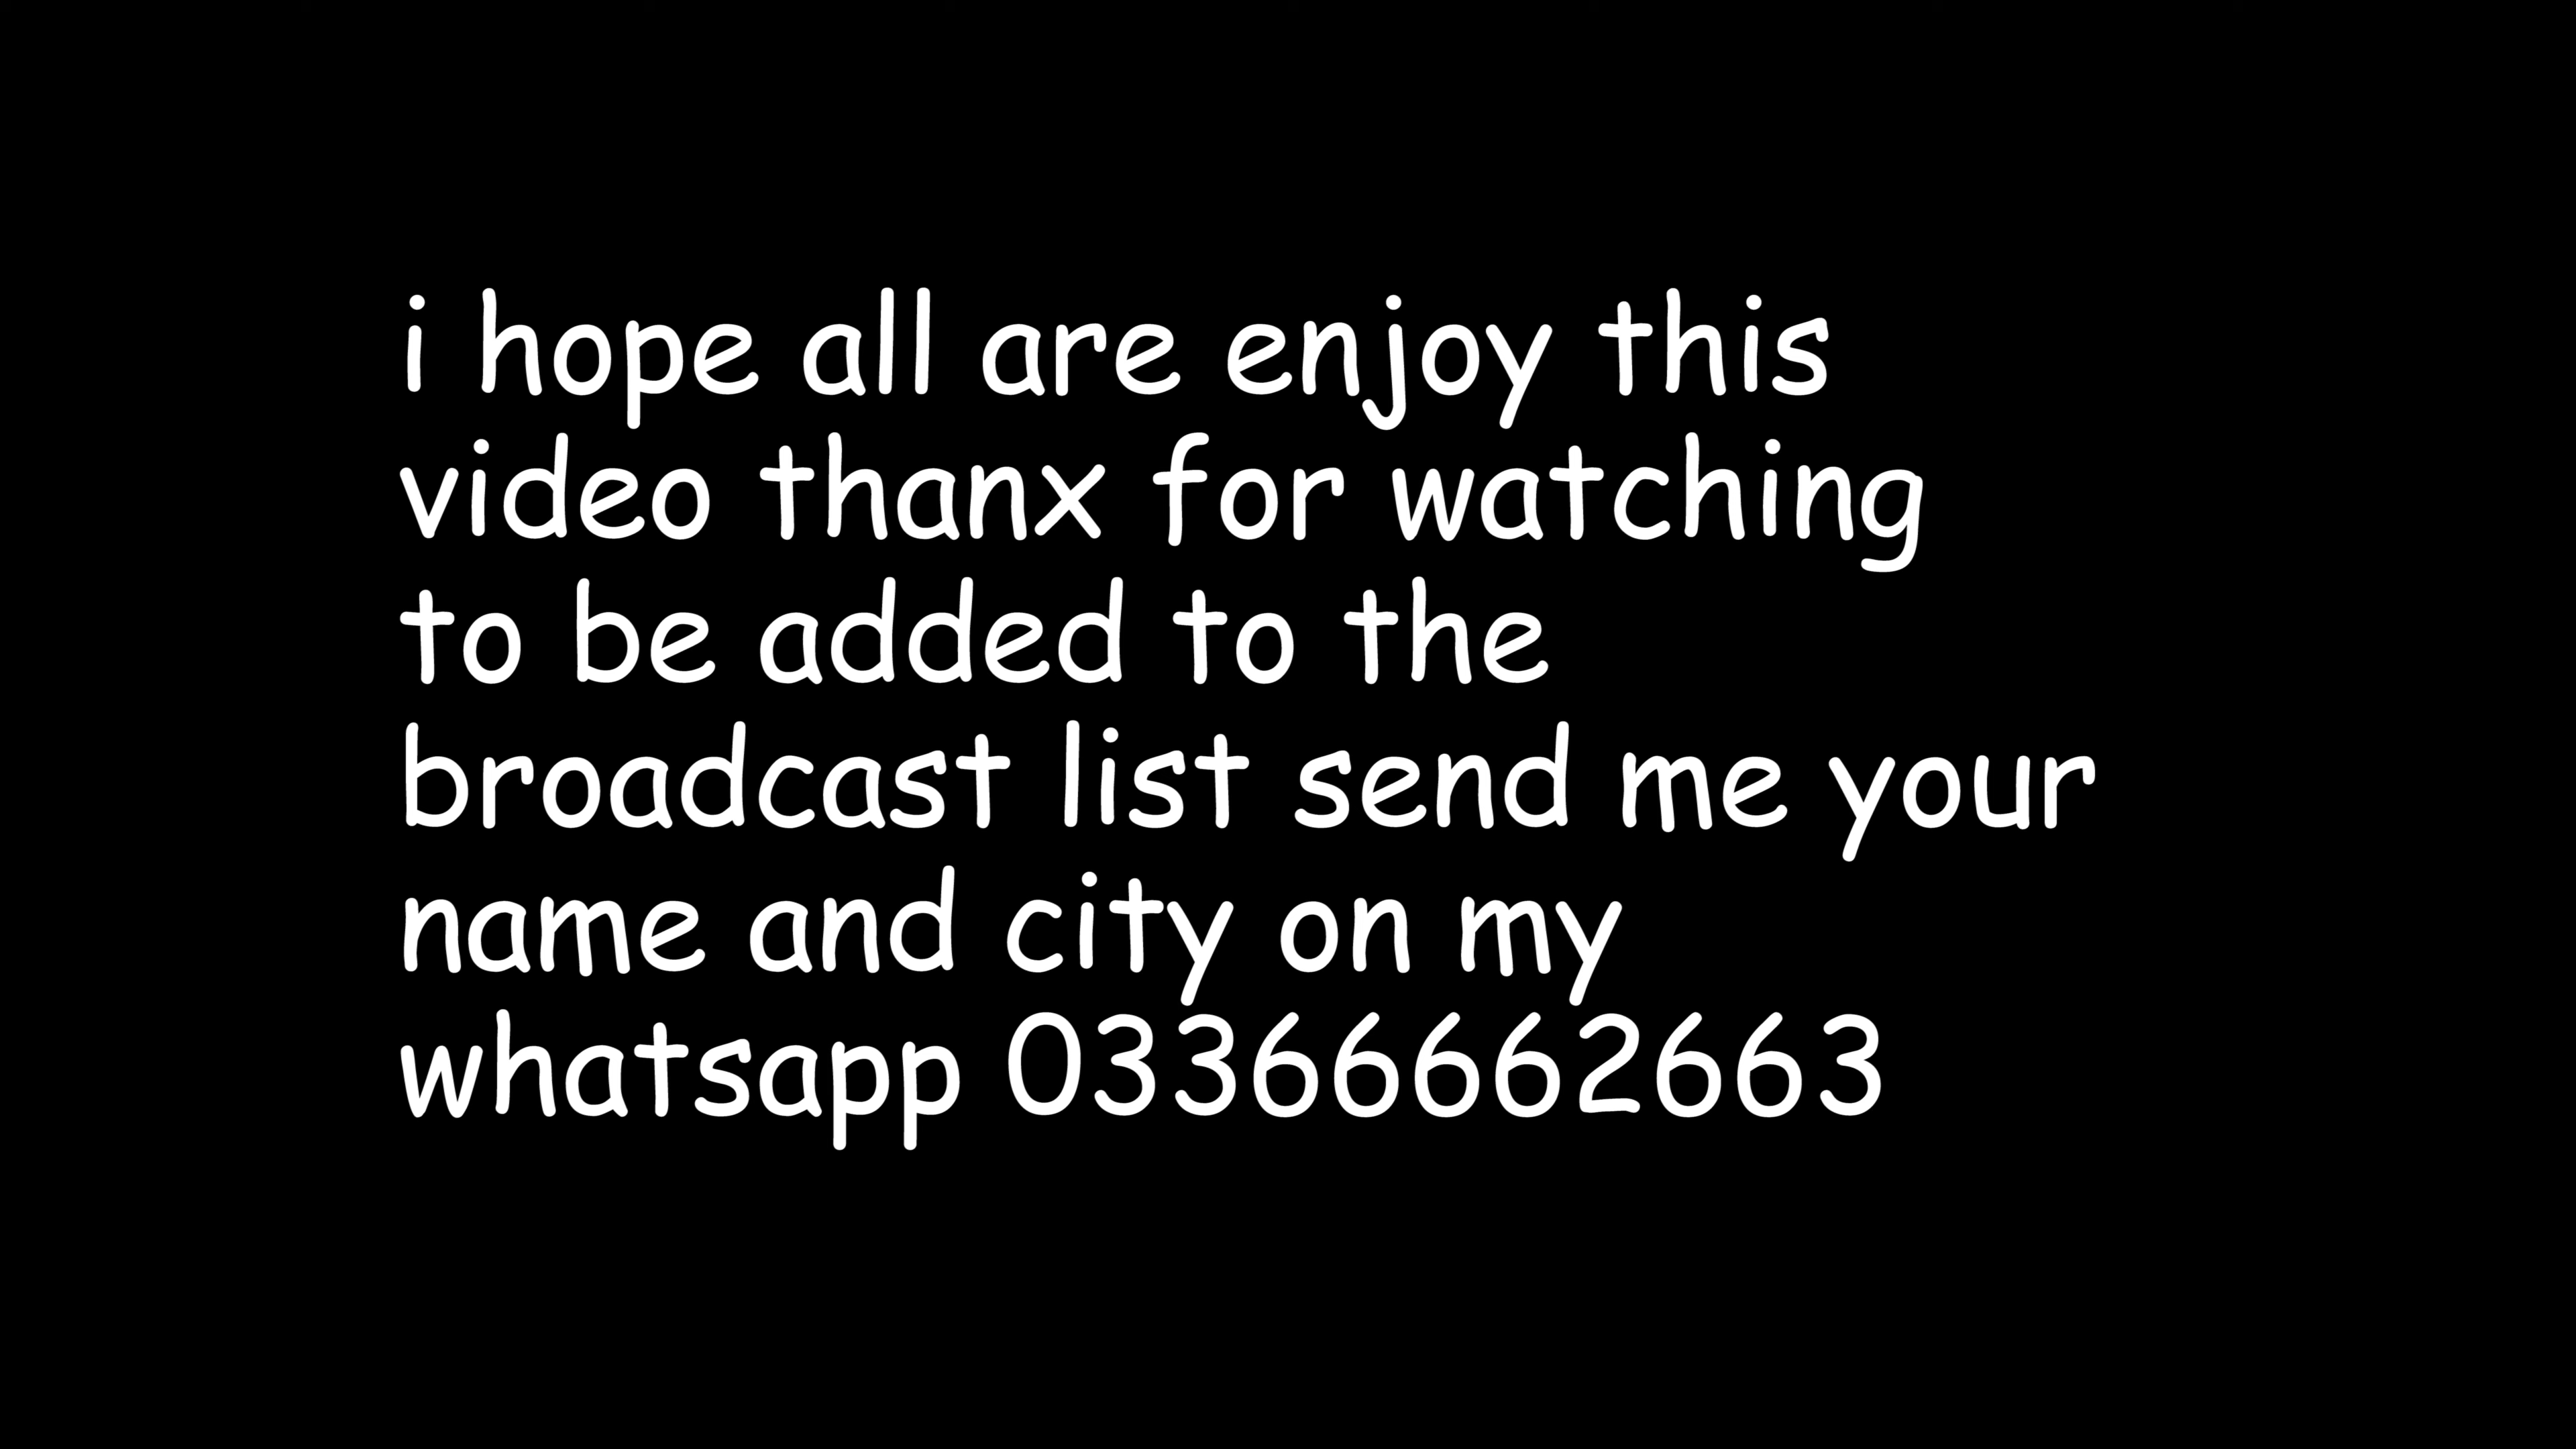 i hope all are enjoy this
video thanx for watching
to be added to the
broadcast list send me your
name and city on my
whatsapp 03366662663